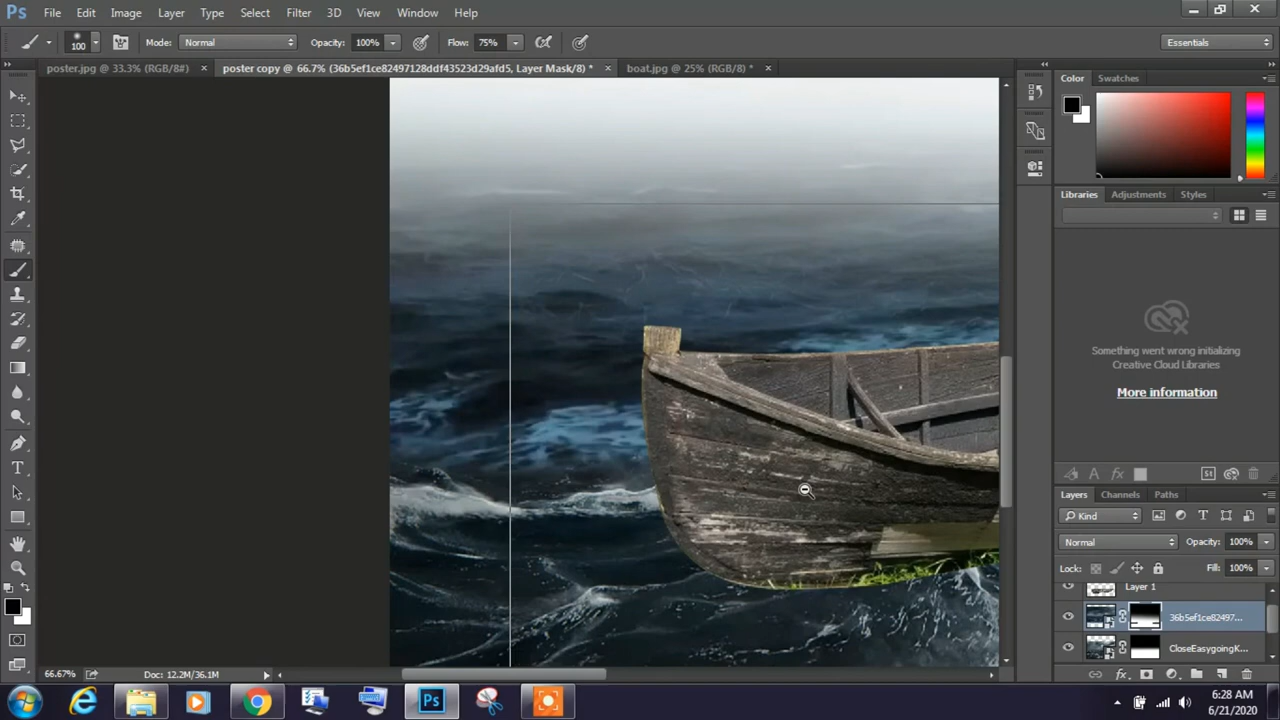 Ps File Edit Image Layer Type Select Filter 3D View Window Help
100 Mode: Normal Opacity: 100% Flow: 75% Essentials
poster.jpg @ 33.3% (RGB/8#) × poster copy @ 66.7% (36b5ef1ce82497128ddf43523d29afd5, Layer Mask/8) * × boat.jpg @ 25% (RGB/8) * ×
Color Swatches
Libraries Adjustments Styles
Something went wrong initializing
Creative Cloud Libraries
More information
St
Layers Channels Paths
Kind
Normal Opacity: 100%
Lock: Fill: 100%
Layer 1
36b5ef1ce82497...
CloseEasygoingK...
66.67% Doc: 12.2M/36.1M
fx
Ps
6:28 AM
6/21/2020